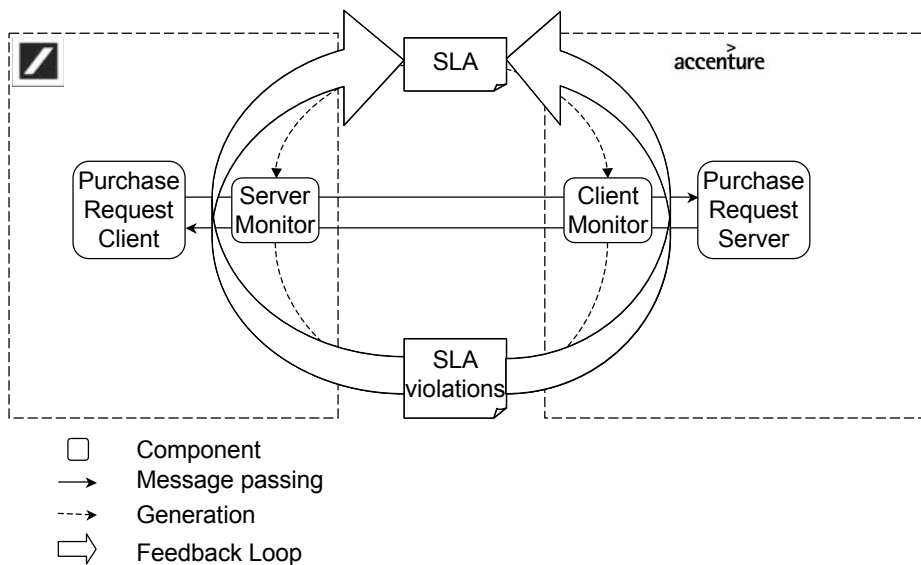 SLA
accenture
Purchase
Request
Client
Server
Monitor
Client
Monitor
Purchase
Request
Server
SLA
violations
Component
Message passing
Generation
Feedback Loop